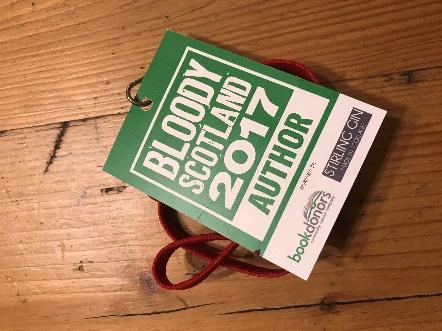 BLOODY
SCOTLAND
2017
AUTHOR
STIRLING GIN
bookdonors